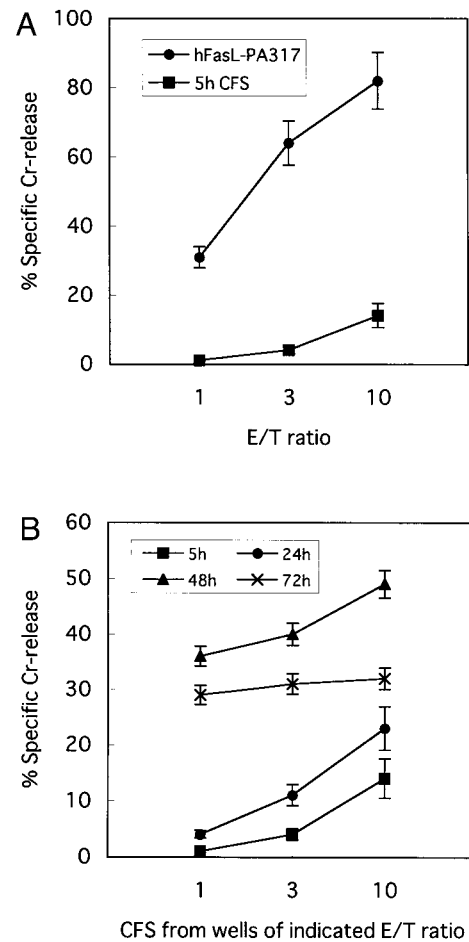 A
100
80
60
40
20
0
% Specific Cr-release
hFasL-PA317
5h CFS
1 3 10
E/T ratio
B
60
50
40
30
20
10
0
% Specific Cr-release
5h 24h
48h 72h
1 3 10
CFS from wells of indicated E/T ratio